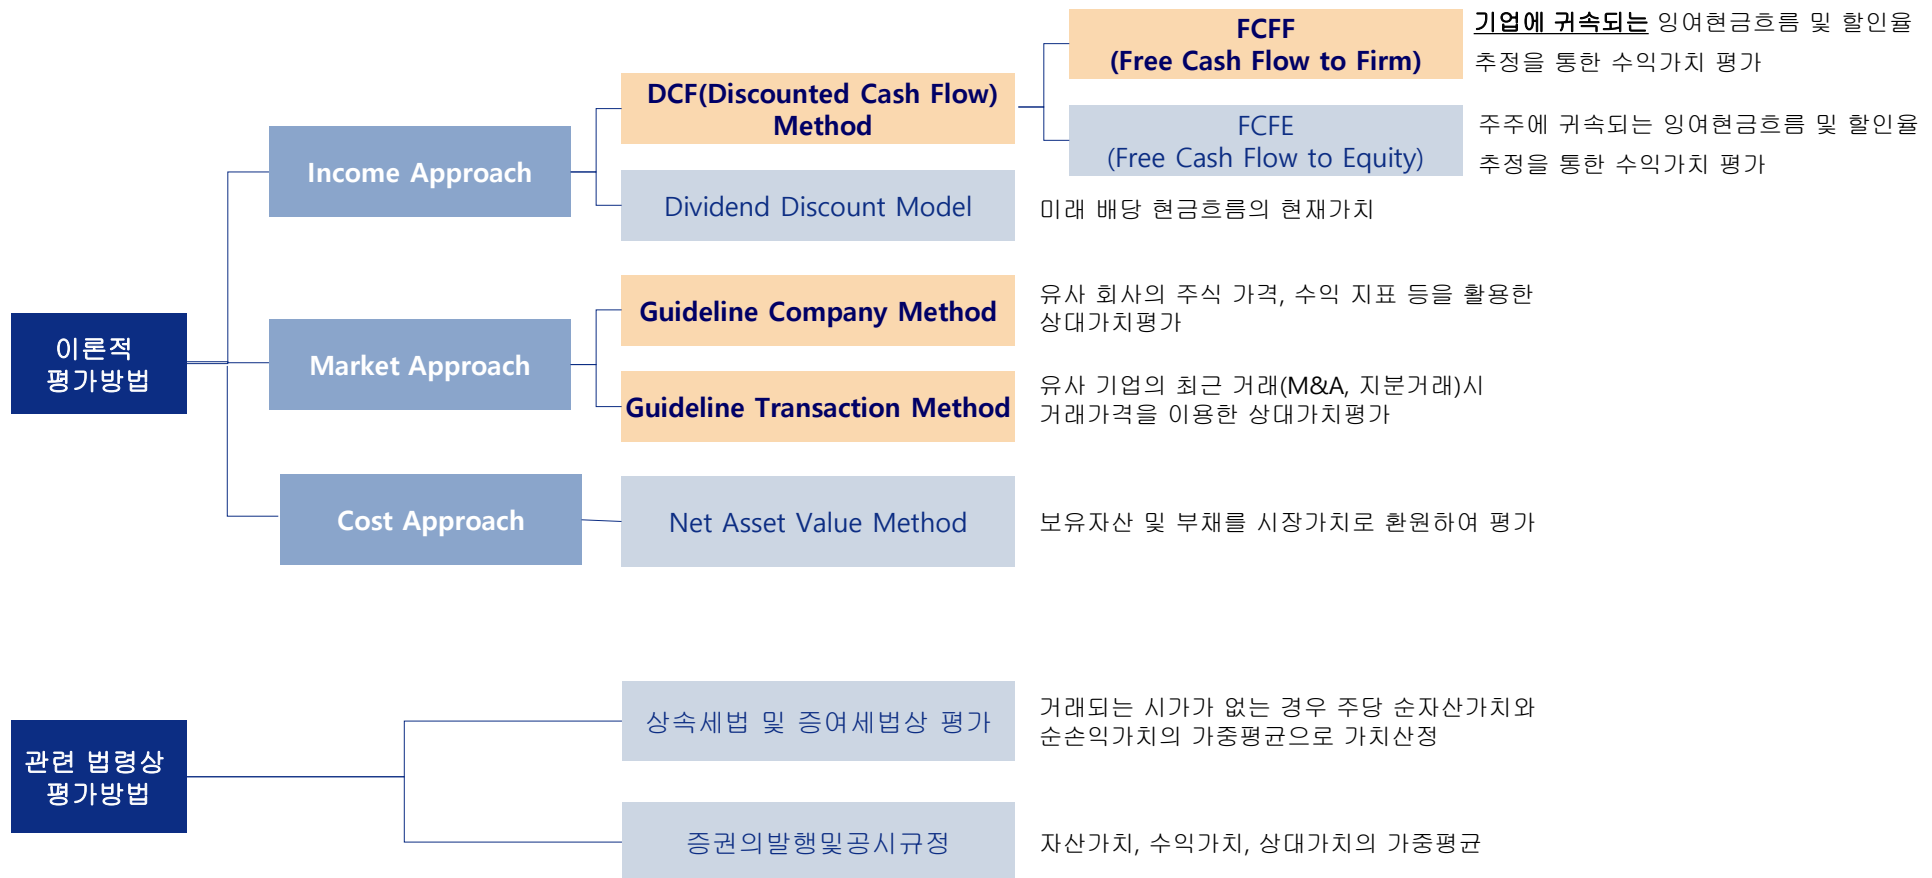 이론적
평가방법
Income Approach
DCF(Discounted Cash Flow)
Method
FCFF
(Free Cash Flow to Firm)
기업에 귀속되는 잉여현금흐름 및 할인율
추정을 통한 수익가치 평가
FCFE
(Free Cash Flow to Equity)
주주에 귀속되는 잉여현금흐름 및 할인율
추정을 통한 수익가치 평가
Dividend Discount Model
미래 배당 현금흐름의 현재가치
Market Approach
Guideline Company Method
유사 회사의 주식 가격, 수익 지표 등을 활용한
상대가치평가
Guideline Transaction Method
유사 기업의 최근 거래(M&A, 지분거래)시
거래가격을 이용한 상대가치평가
Cost Approach
Net Asset Value Method
보유자산 및 부채를 시장가치로 환원하여 평가
관련 법령상
평가방법
상속세법 및 증여세법상 평가
거래되는 시가가 없는 경우 주당 순자산가치와
순손익가치의 가중평균으로 가치산정
증권의발행및공시규정
자산가치, 수익가치, 상대가치의 가중평균